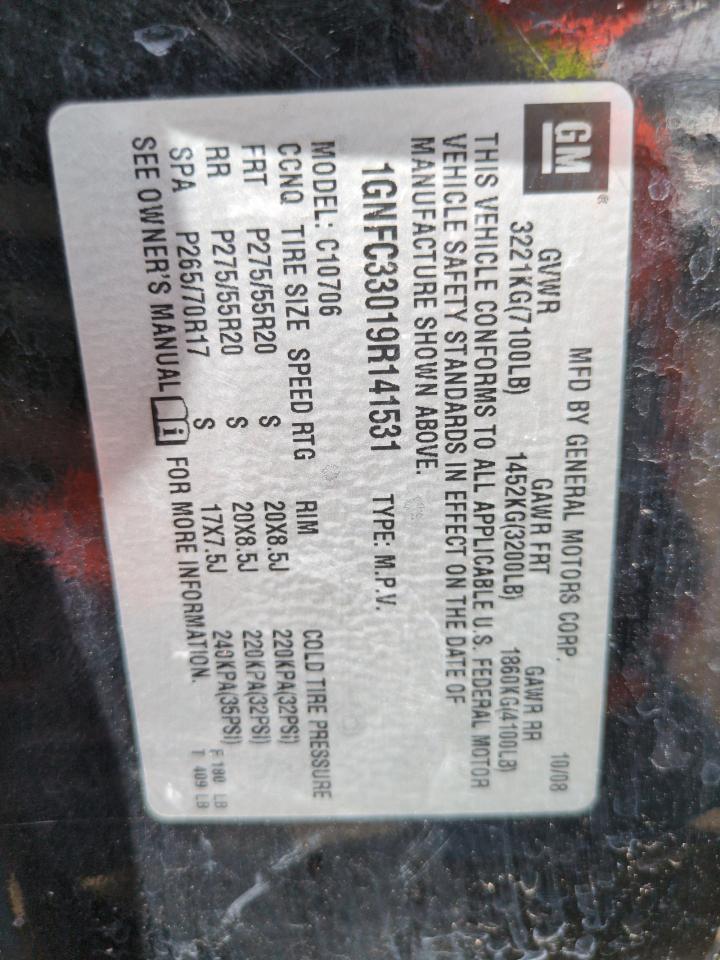 GM®
MFD BY GENERAL MOTORS CORP. 10/08
GVWR GAWR FRT GAWR RR
3221KG(7100LB) 1452KG(3200LB) 1860KG(4100LB)
THIS VEHICLE CONFORMS TO ALL APPLICABLE U.S. FEDERAL MOTOR
VEHICLE SAFETY STANDARDS IN EFFECT ON THE DATE OF
MANUFACTURE SHOWN ABOVE.
1GNFC33019R141531 TYPE: M.P.V.
MODEL: C10706
CCNQ TIRE SIZE SPEED RTG RIM COLD TIRE PRESSURE
FRT P275/55R20 S 20X8.5J 220KPA(32PSI)
RR P275/55R20 S 20X8.5J 220KPA(32PSI)
SPA P265/70R17 S 17X7.5J 240KPA(35PSI)
SEE OWNER'S MANUAL i FOR MORE INFORMATION.
F 180 LB
T 409 LB